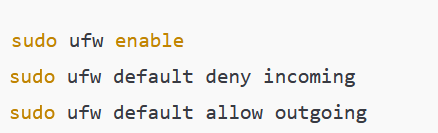 sudo ufw enable
sudo ufw default deny incoming
sudo ufw default allow outgoing